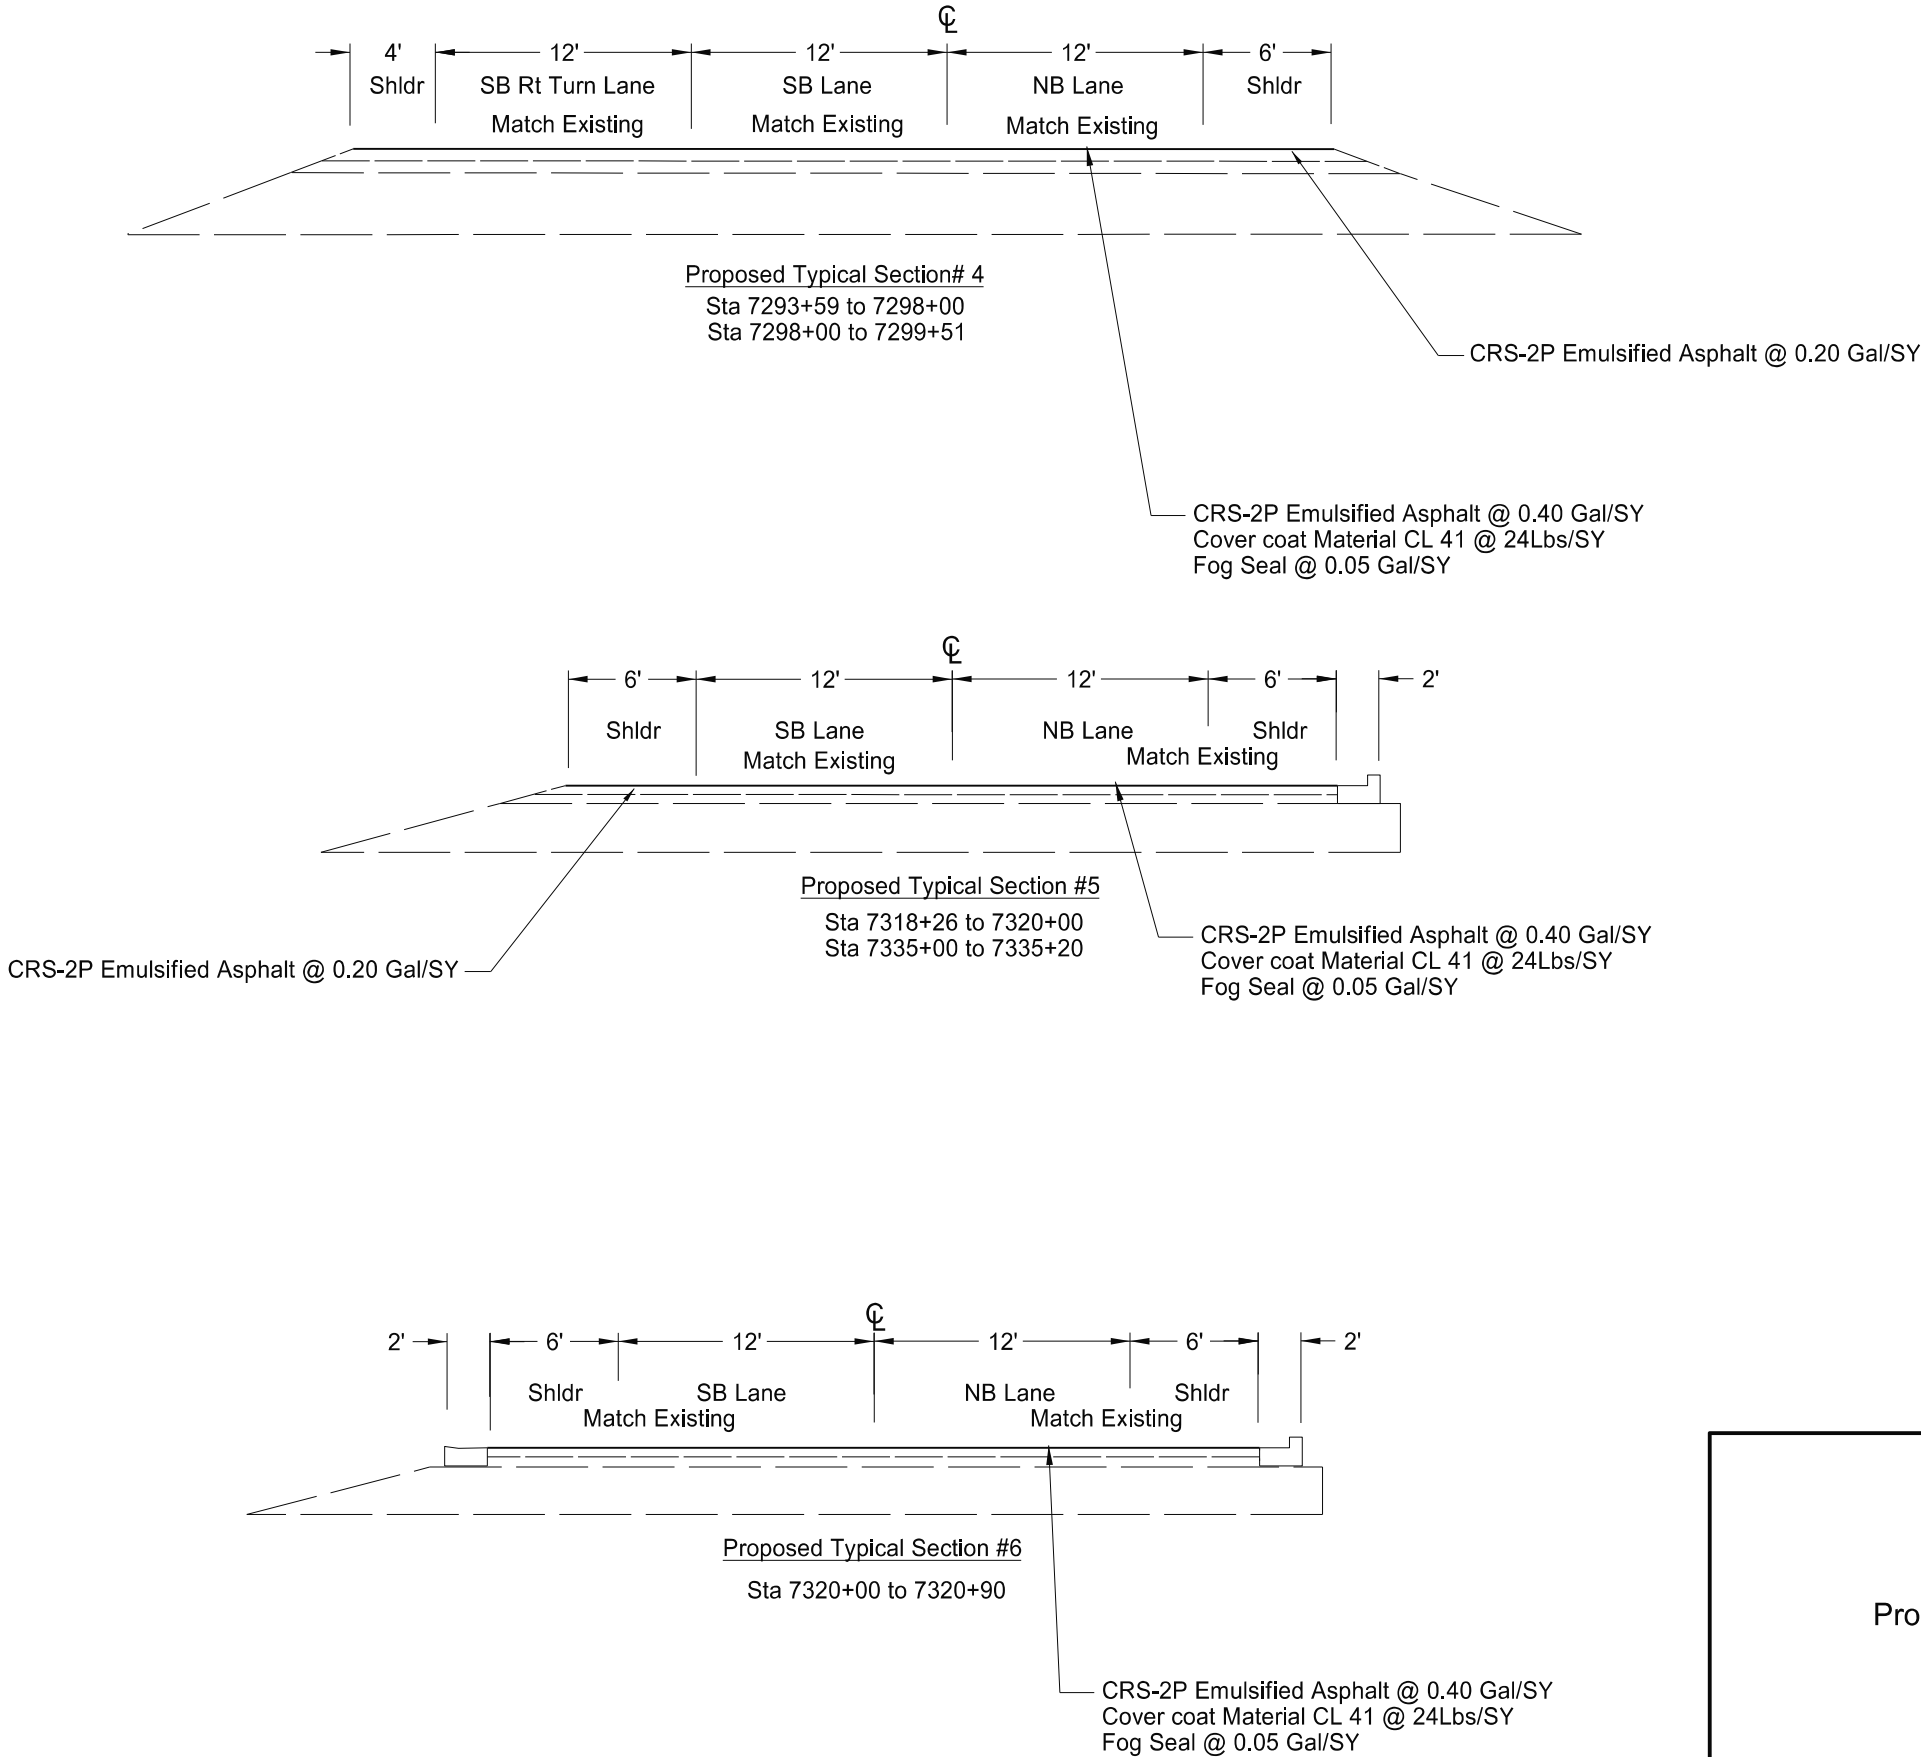 ℄
4' 12' 12' 12' 6'
Shldr SB Rt Turn Lane SB Lane NB Lane Shldr
Match Existing Match Existing Match Existing
Proposed Typical Section# 4
Sta 7293+59 to 7298+00
Sta 7298+00 to 7299+51
CRS-2P Emulsified Asphalt @ 0.20 Gal/SY
CRS-2P Emulsified Asphalt @ 0.40 Gal/SY
Cover coat Material CL 41 @ 24Lbs/SY
Fog Seal @ 0.05 Gal/SY
℄
6' 12' 12' 6' 2'
Shldr SB Lane NB Lane Shldr
Match Existing Match Existing
Proposed Typical Section #5
Sta 7318+26 to 7320+00
Sta 7335+00 to 7335+20
CRS-2P Emulsified Asphalt @ 0.20 Gal/SY
CRS-2P Emulsified Asphalt @ 0.40 Gal/SY
Cover coat Material CL 41 @ 24Lbs/SY
Fog Seal @ 0.05 Gal/SY
℄
2' 6' 12' 12' 6' 2'
Shldr SB Lane NB Lane Shldr
Match Existing Match Existing
Proposed Typical Section #6
Sta 7320+00 to 7320+90
Pro
CRS-2P Emulsified Asphalt @ 0.40 Gal/SY
Cover coat Material CL 41 @ 24Lbs/SY
Fog Seal @ 0.05 Gal/SY